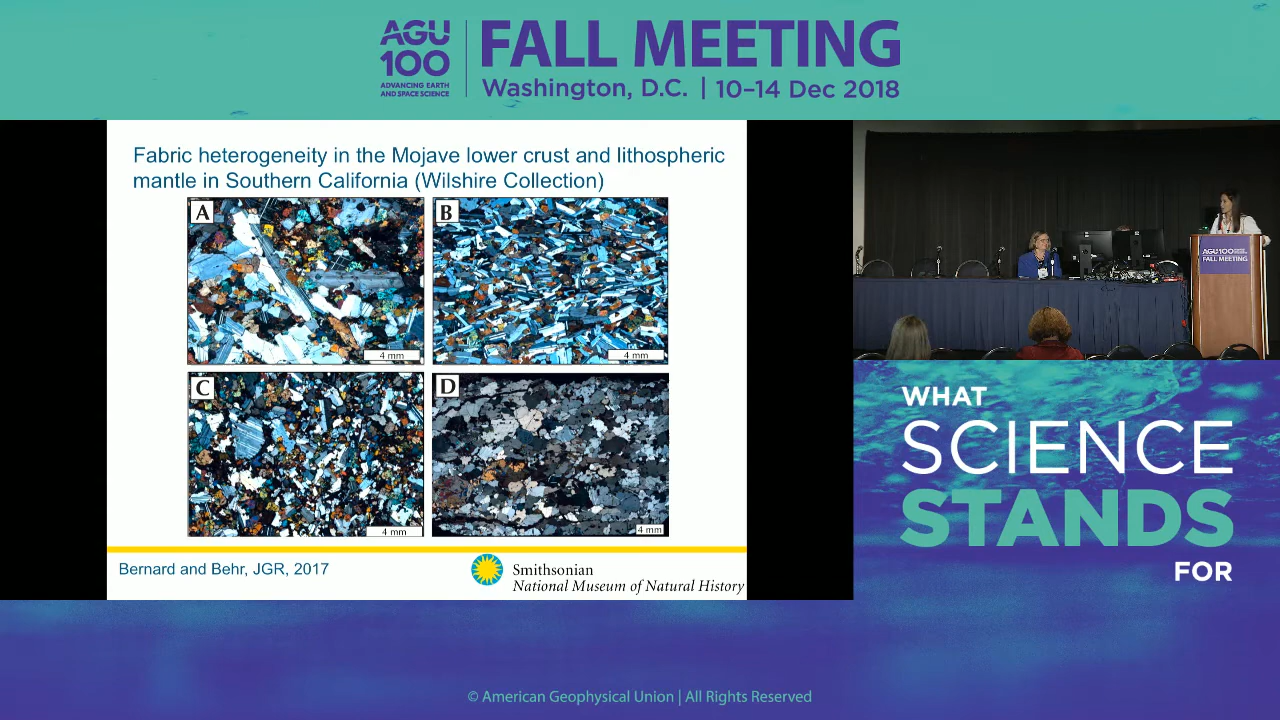 AGU
100
ADVANCING EARTH
AND SPACE SCIENCE
FALL MEETING
Washington, D.C. | 10–14 Dec 2018
Fabric heterogeneity in the Mojave lower crust and lithospheric
mantle in Southern California (Wilshire Collection)
A
4 mm
B
4 mm
C
4 mm
D
4 mm
Bernard and Behr, JGR, 2017
Smithsonian
National Museum of Natural History
AGU100
FALL MEETING
WHAT
SCIENCE
STANDS
FOR
© American Geophysical Union | All Rights Reserved